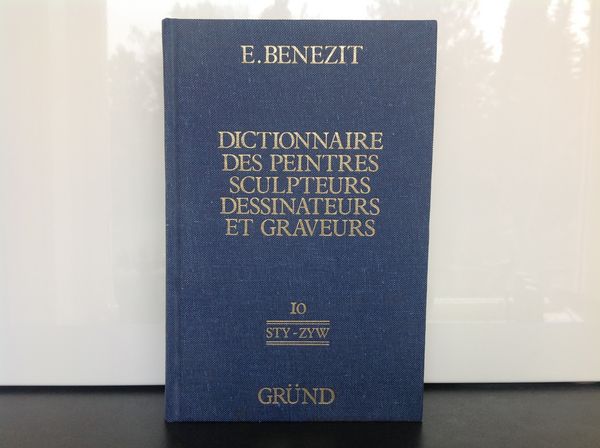 E. BENEZIT
DICTIONNAIRE
DES PEINTRES
SCULPTEURS
DESSINATEURS
ET GRAVEURS
10
STY-ZYW
GRÜND